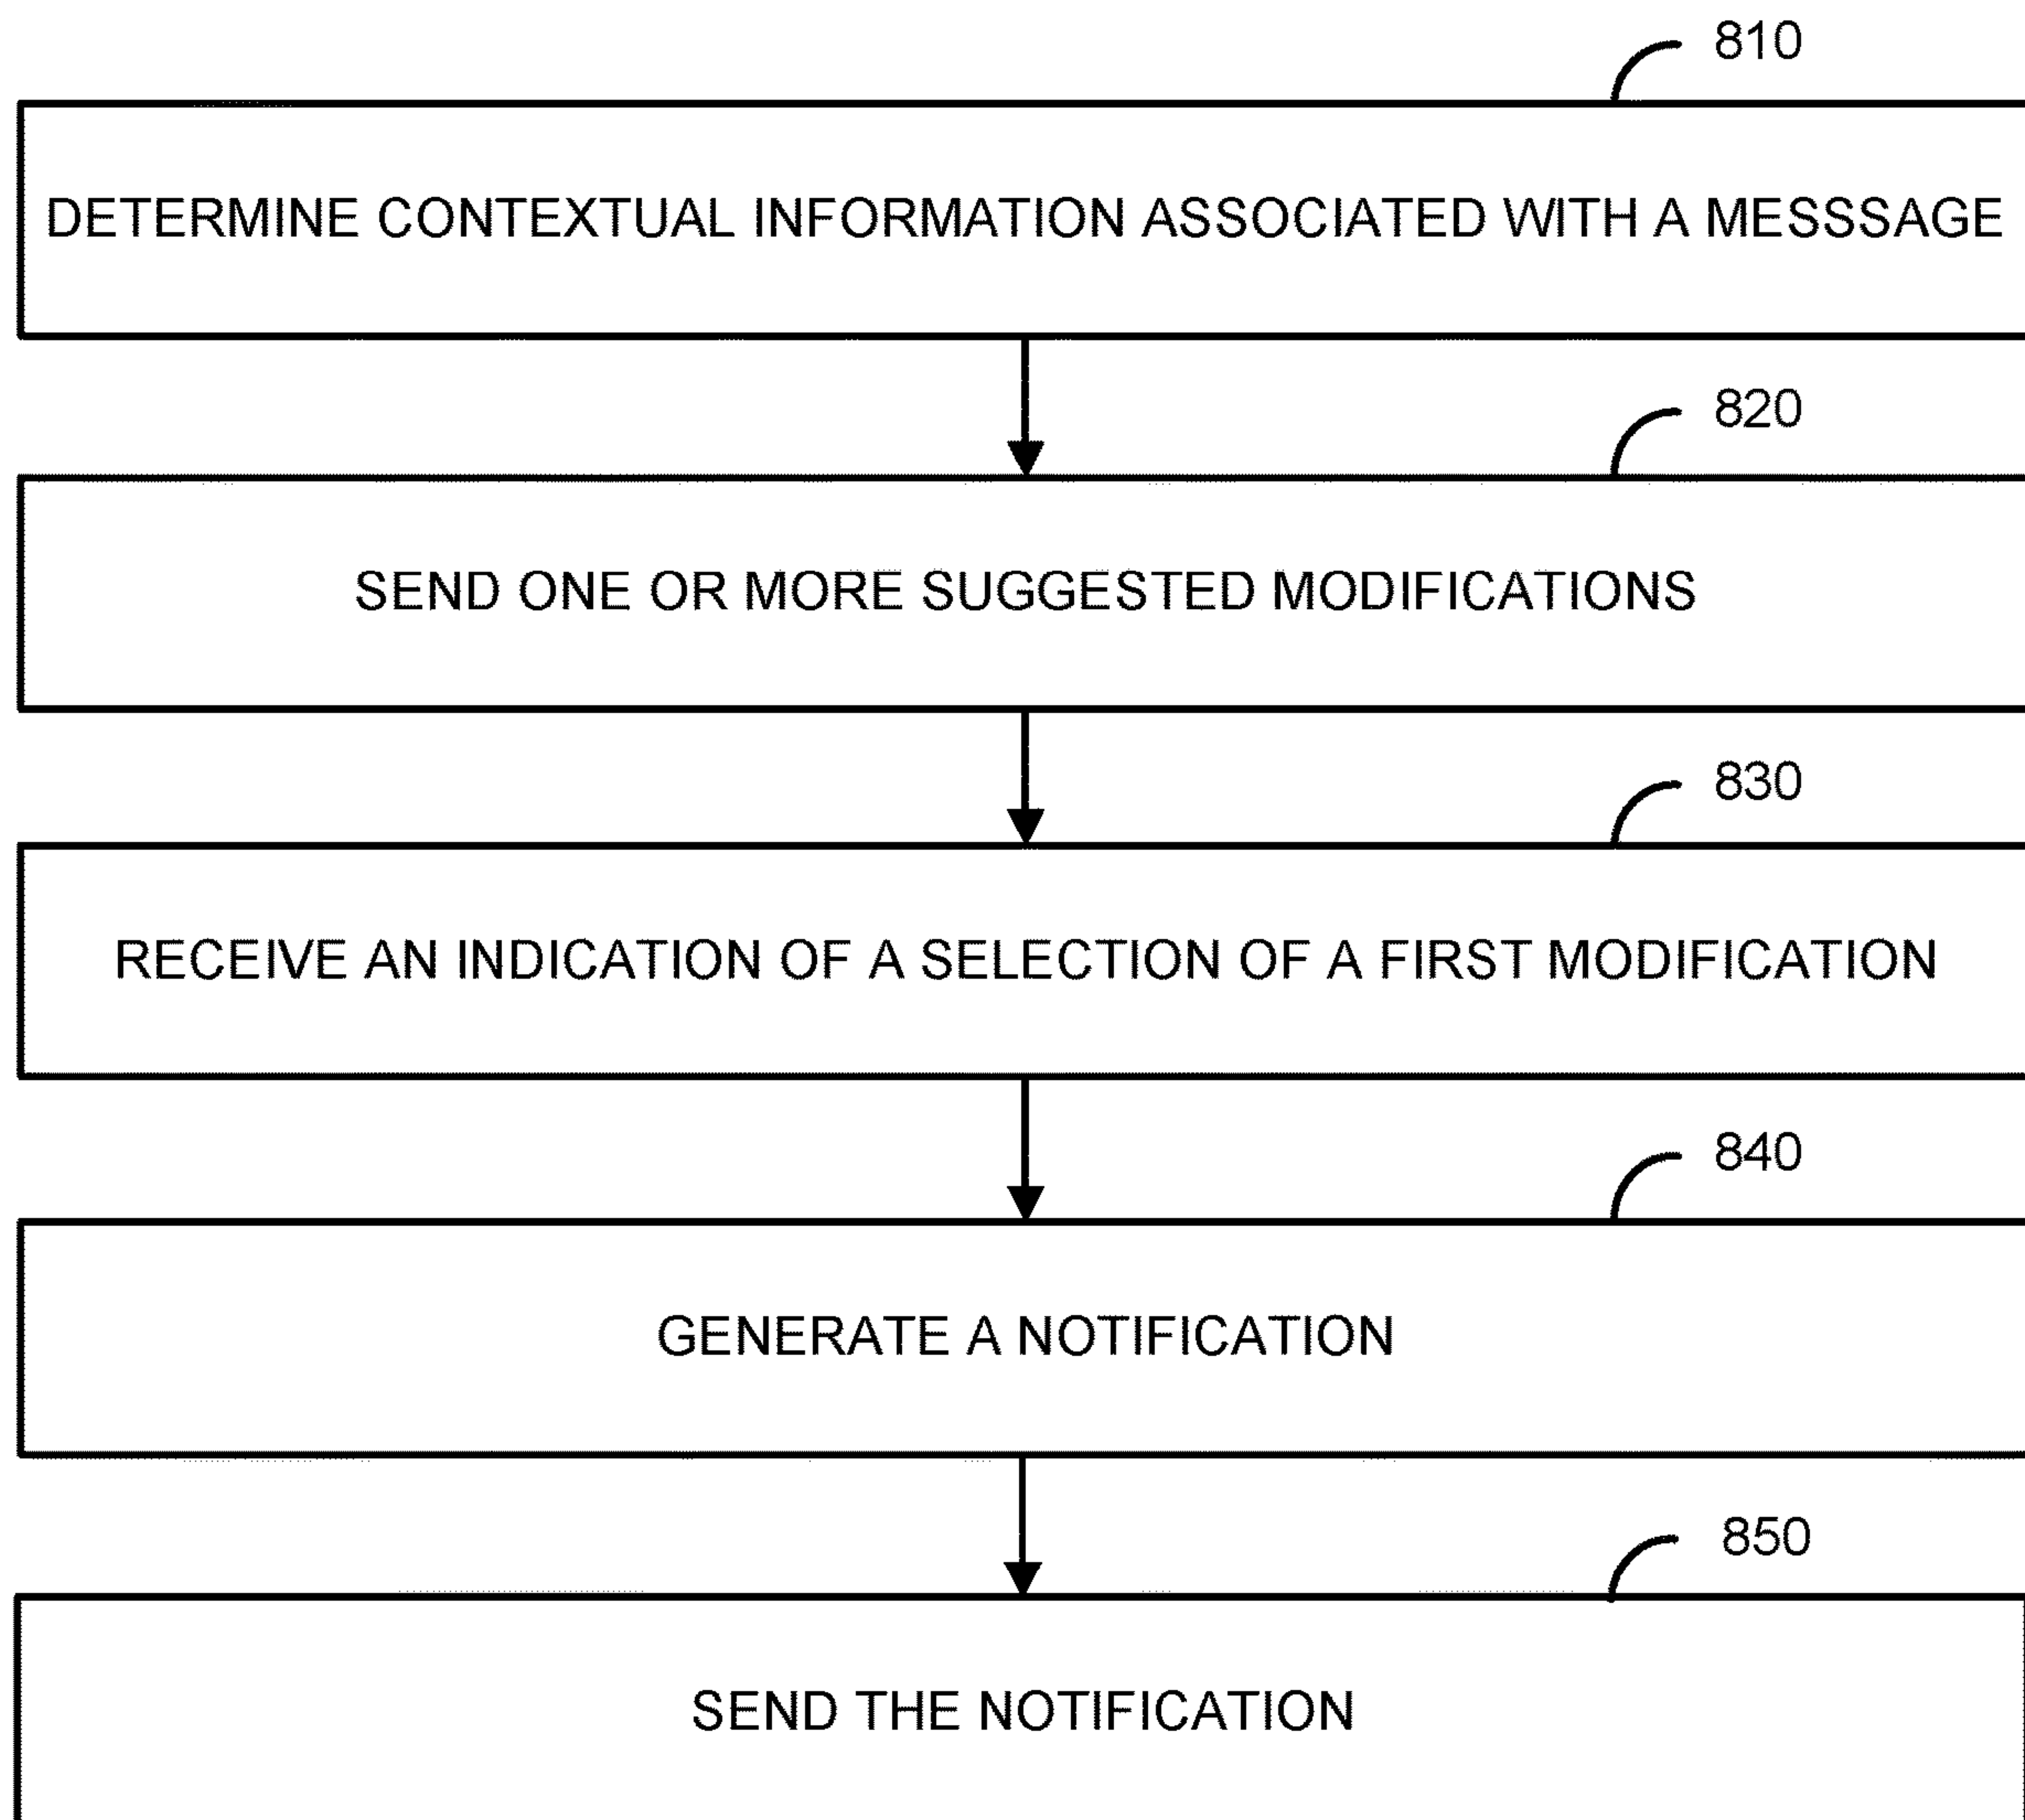 810
DETERMINE CONTEXTUAL INFORMATION ASSOCIATED WITH A MESSSAGE
820
SEND ONE OR MORE SUGGESTED MODIFICATIONS
830
RECEIVE AN INDICATION OF A SELECTION OF A FIRST MODIFICATION
840
GENERATE A NOTIFICATION
850
SEND THE NOTIFICATION